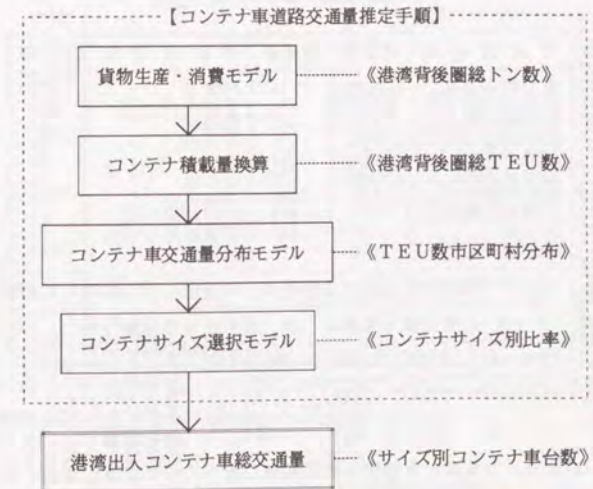 【コンテナ車道路交通量推定手順】
貨物生産・消費モデル 《港湾背後圏総トン数》
コンテナ積載量換算 《港湾背後圏総TEU数》
コンテナ車交通量分布モデル 《TEU数市区町村分布》
コンテナサイズ選択モデル 《コンテナサイズ別比率》
港湾出入コンテナ車総交通量 《サイズ別コンテナ車台数》